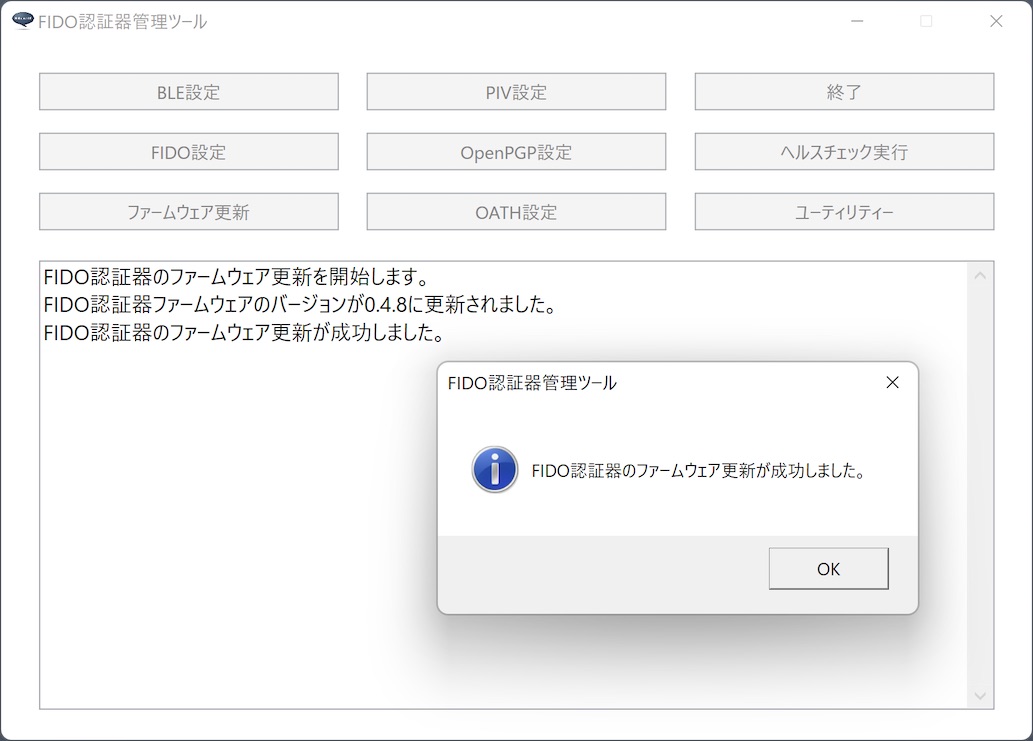 FIDO認証器管理ツール
BLE設定
PIV設定
終了
FIDO設定
OpenPGP設定
ヘルスチェック実行
ファームウェア更新
OATH設定
ユーティリティー
FIDO認証器のファームウェア更新を開始します。
FIDO認証器ファームウェアのバージョンが0.4.8に更新されました。
FIDO認証器のファームウェア更新が成功しました。
FIDO認証器管理ツール
FIDO認証器のファームウェア更新が成功しました。
OK